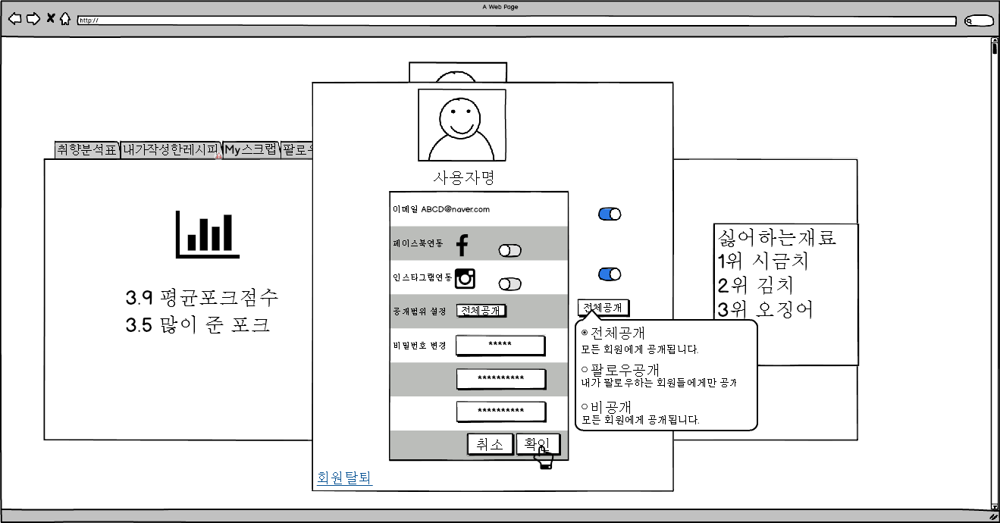 A Web Page
http://
취향분석표
내가작성한레시피
My스크랩
팔로우
사용자명
이메일 ABCD@naver.com
페이스북연동
인스타그램연동
공개범위 설정
전체공개
비밀번호 변경
*****
**********
**********
취소
확인
회원탈퇴
3.9 평균포크점수
3.5 많이 준 포크
전체공개
전체공개
모든 회원에게 공개됩니다.
팔로우공개
내가 팔로우하는 회원들에게만 공개
비공개
모든 회원에게 공개됩니다.
싫어하는재료
1위 시금치
2위 김치
3위 오징어